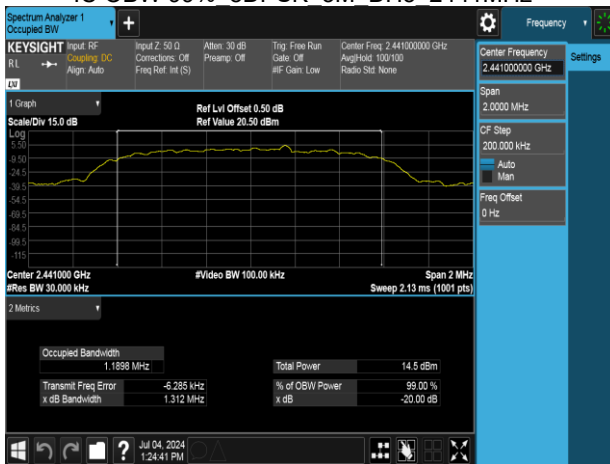 Spectrum Analyzer 1
Occupied BW
Frequency
KEYSIGHT
RL
Input: RF
Coupling: DC
Align: Auto
Input Z: 50 Ω
Corrections: Off
Freq Ref: Int (S)
Atten: 30 dB
Preamp: Off
Trig: Free Run
Gate: Off
#IF Gain: Low
Center Freq: 2.441000000 GHz
Avg|Hold: 100/100
Radio Std: None
LXI
1 Graph
Scale/Div 15.0 dB
Ref Lvl Offset 0.50 dB
Ref Value 20.50 dBm
Log
5.50
-9.50
-24.5
-39.5
-54.5
-69.5
-84.5
-99.5
-115
Center 2.441000 GHz
#Res BW 30.000 kHz
#Video BW 100.00 kHz
Span 2 MHz
Sweep 2.13 ms (1001 pts)
2 Metrics
Occupied Bandwidth
1.1898 MHz
Total Power 14.5 dBm
Transmit Freq Error -6.285 kHz
% of OBW Power 99.00 %
x dB Bandwidth 1.312 MHz
x dB -20.00 dB
Jul 04, 2024
1:24:41 PM
Center Frequency
2.441000000 GHz
Settings
Span
2.0000 MHz
CF Step
200.000 kHz
Auto
Man
Freq Offset
0 Hz